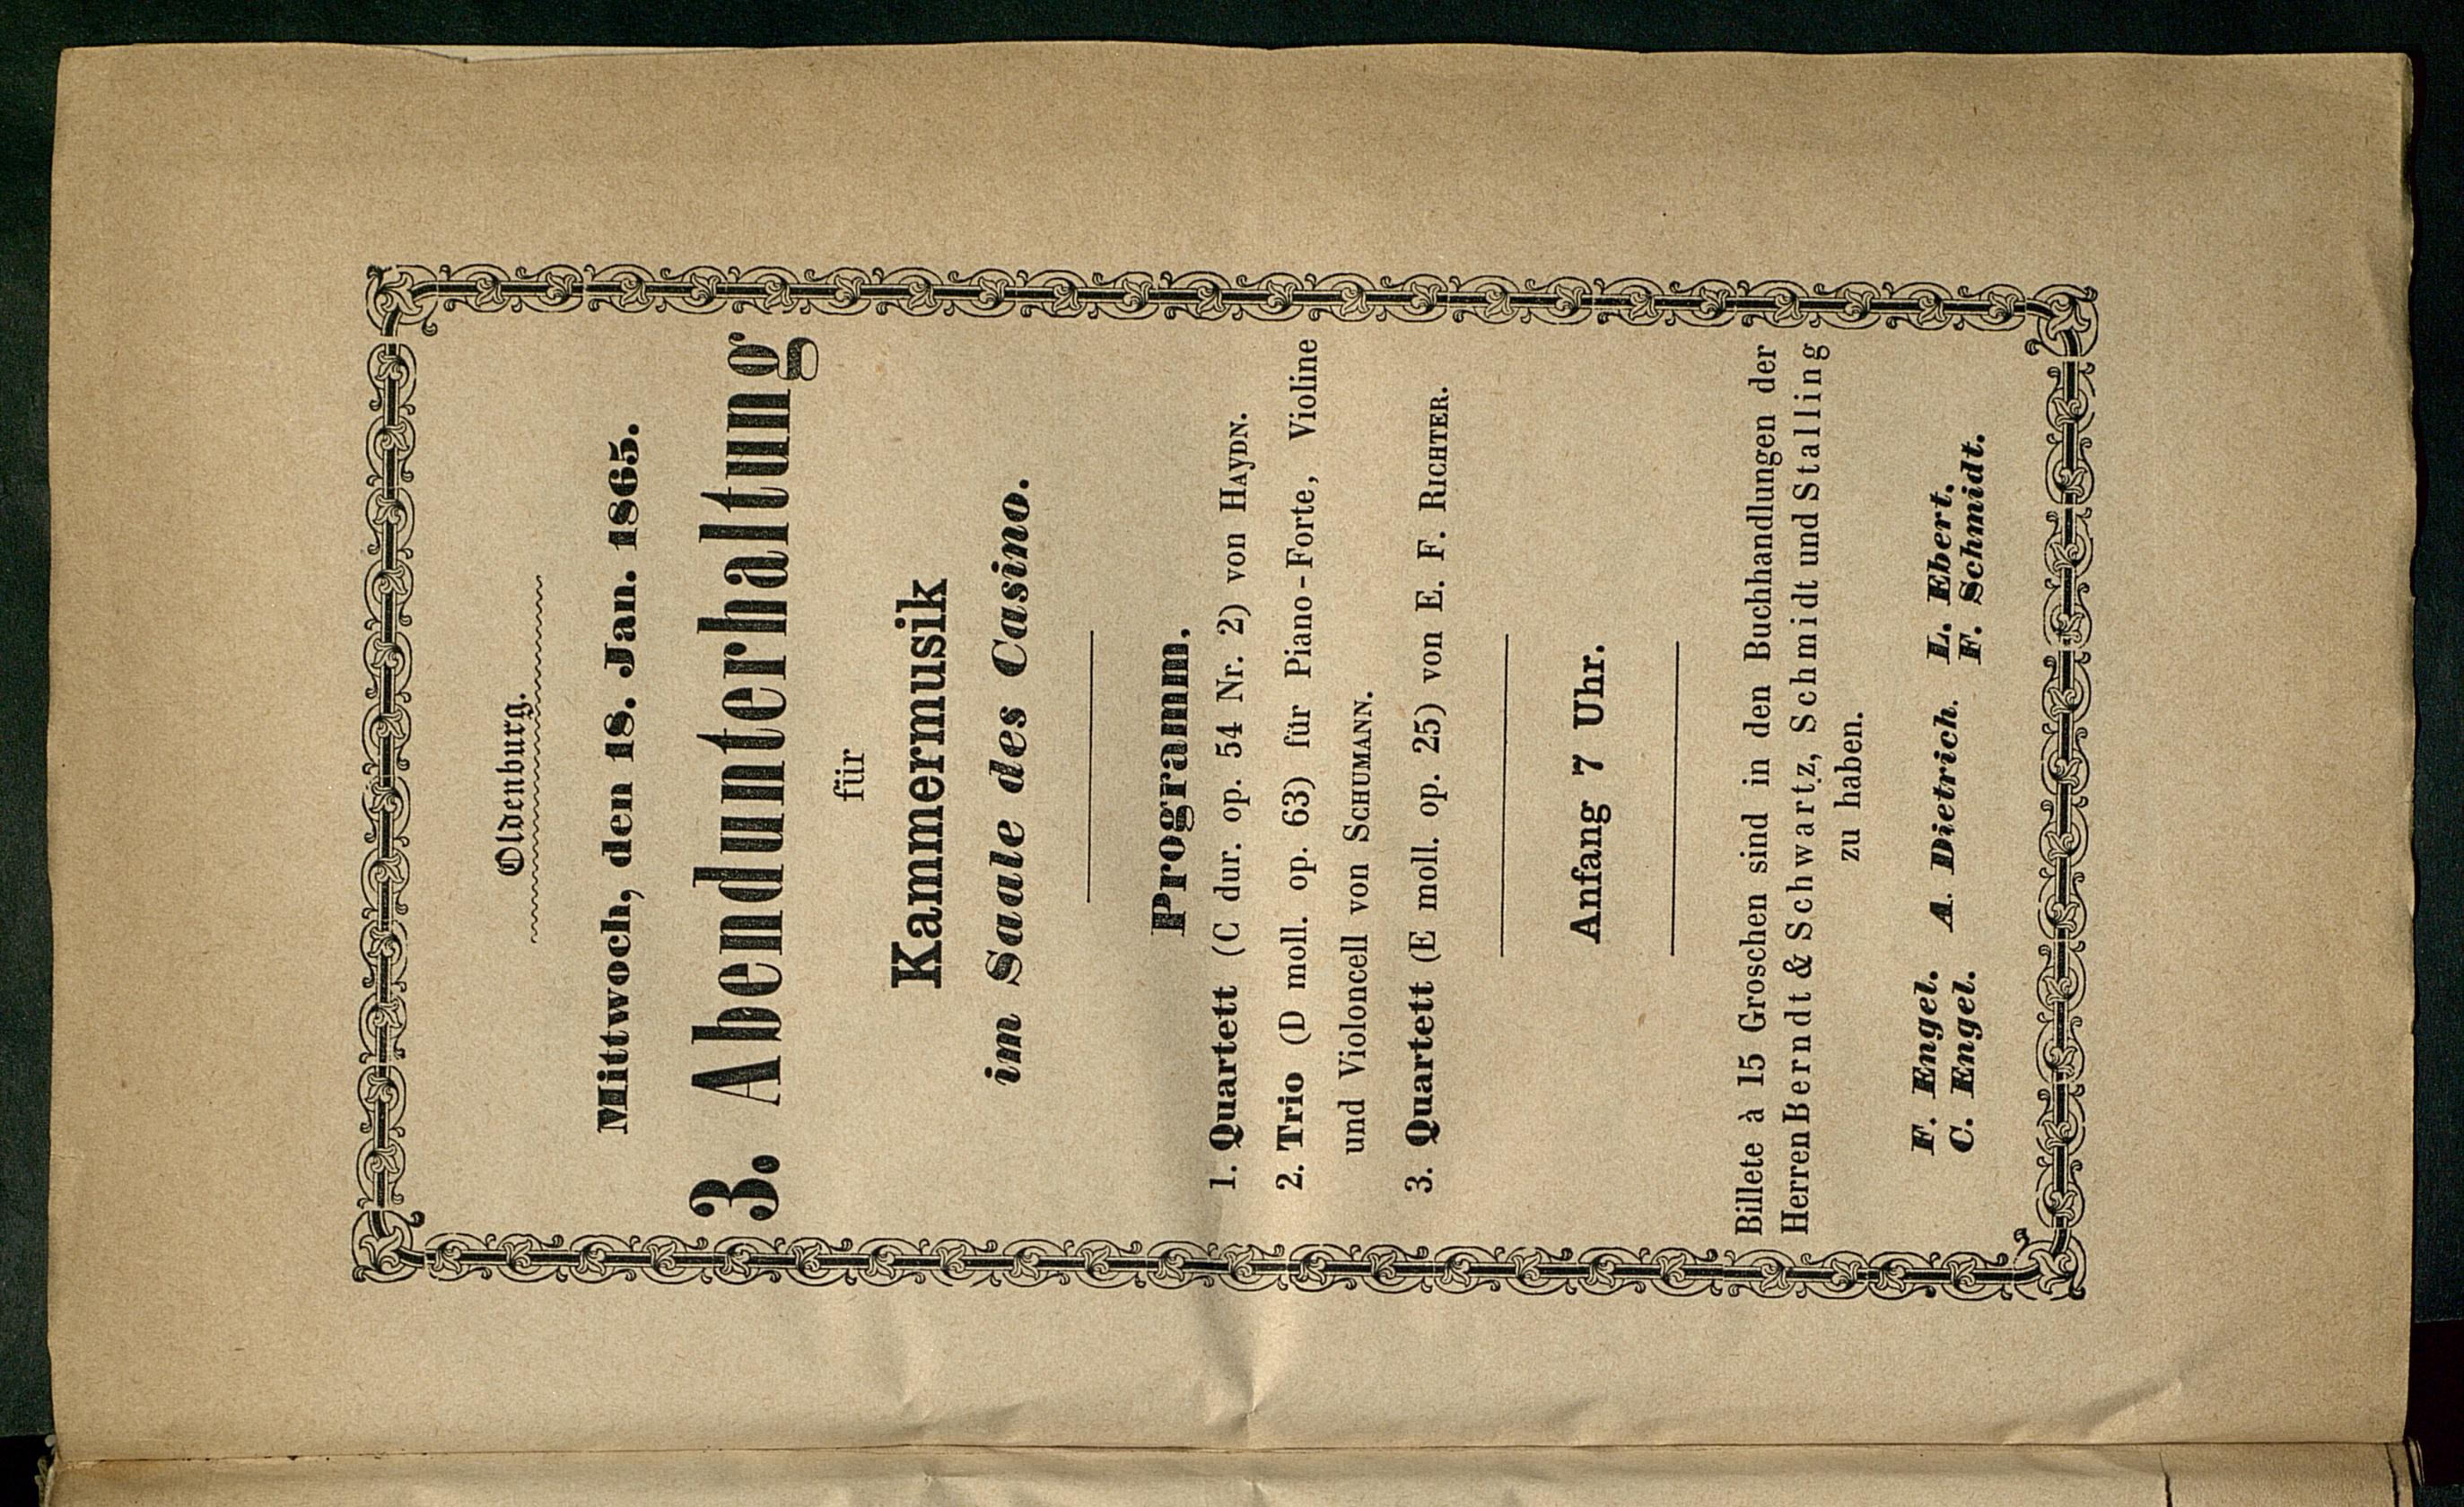 Oldenburg.
Mittwoch, den 18. Jan. 1865.
3. Abendunterhaltung
für
Kammermusik
im Saale des Casino.
Programm.
1. Quartett (C dur. op. 54 Nr. 2) von HAYDN.
2. Trio (D moll. op. 63) für Piano-Forte, Violine
und Violoncell von SCHUMANN.
3. Quartett (E moll. op. 25) von E. F. RICHTER.
Anfang 7 Uhr.
Billete à 15 Groschen sind in den Buchhandlungen der
Herren Berndt & Schwartz, Schmidt und Stalling
zu haben.
F. Engel. A. Dietrich. L. Ebert.
C. Engel. F. Schmidt.